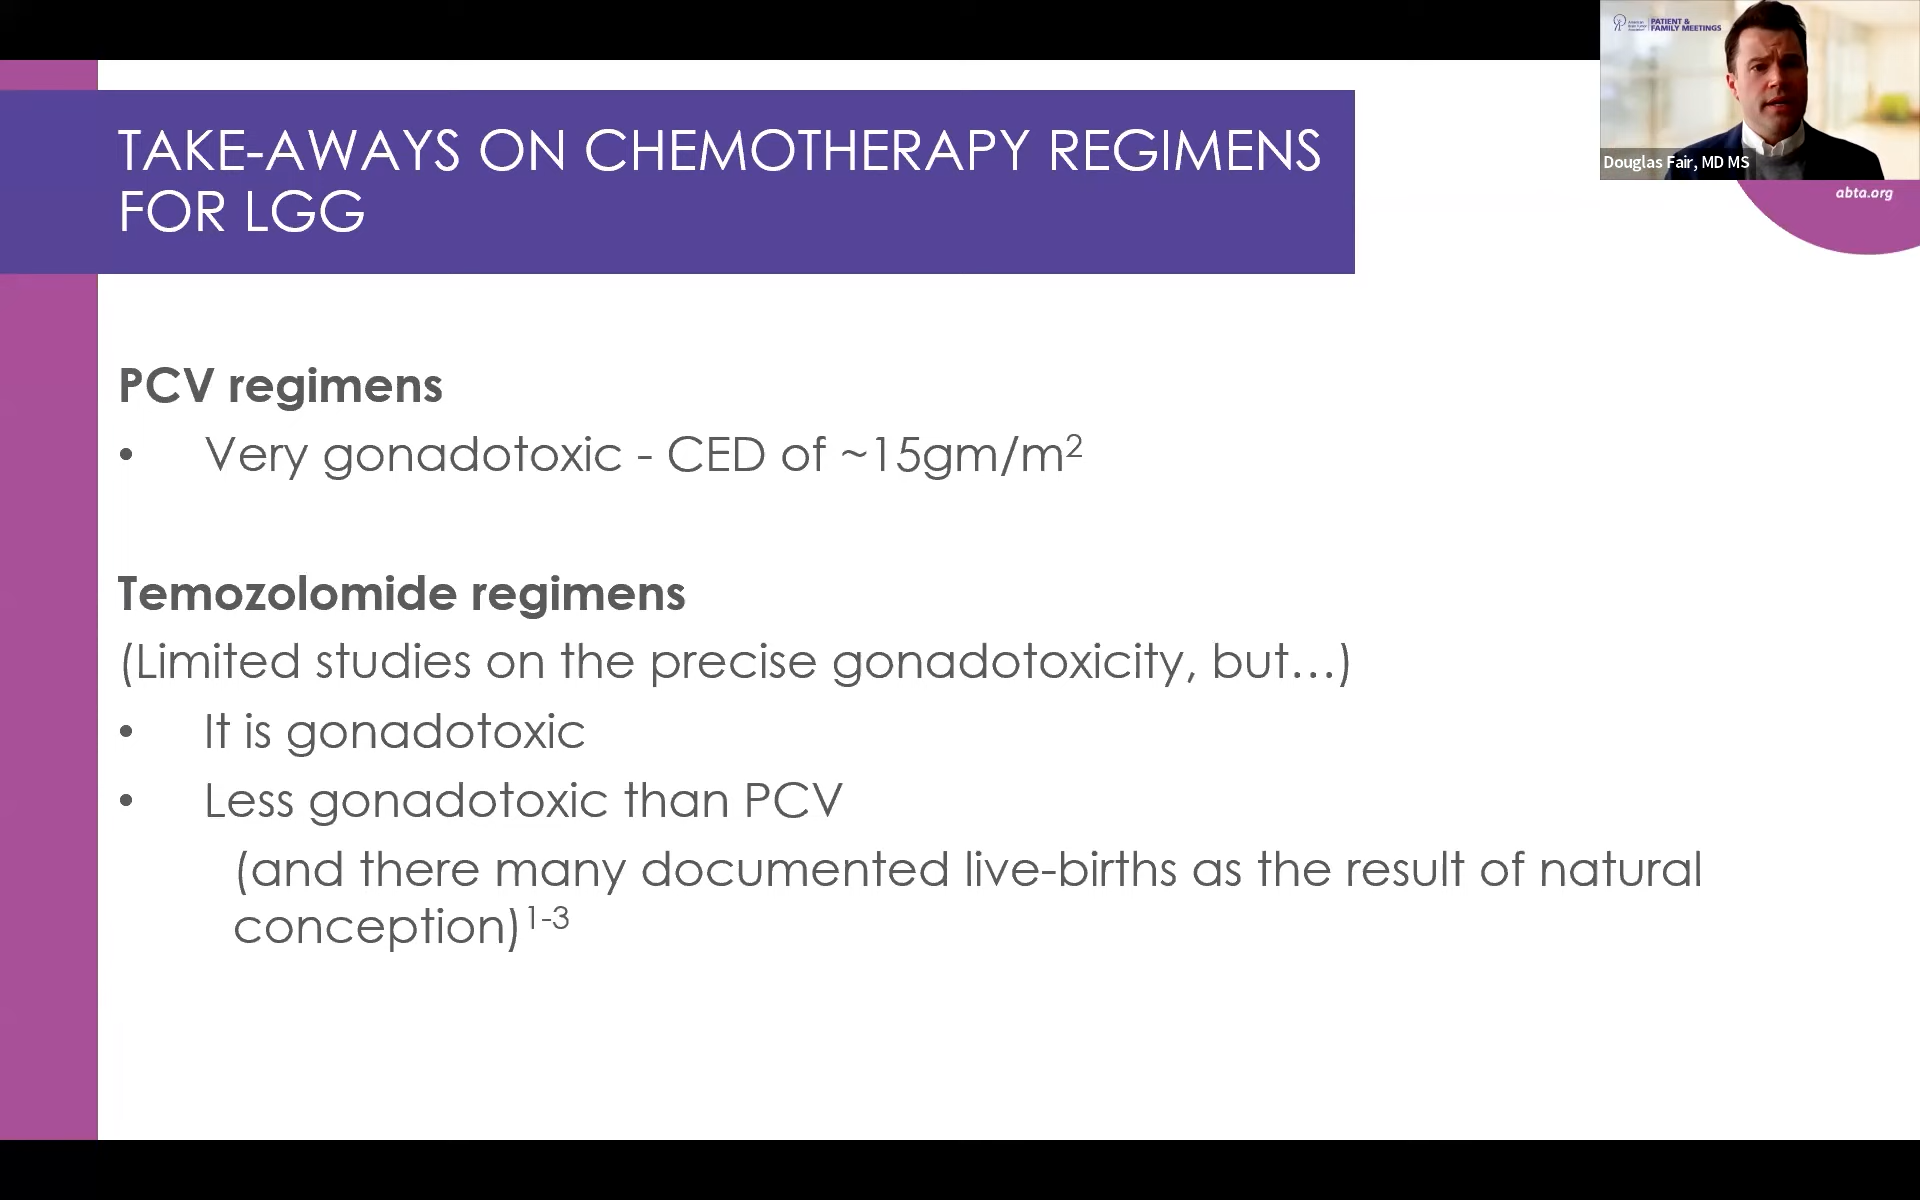 PATIENT &
FAMILY MEETINGS
Douglas Fair, MD MS
abta.org
TAKE-AWAYS ON CHEMOTHERAPY REGIMENS
FOR LGG
PCV regimens
• Very gonadotoxic - CED of ~15gm/m²
Temozolomide regimens
(Limited studies on the precise gonadotoxicity, but...)
• It is gonadotoxic
• Less gonadotoxic than PCV
(and there many documented live-births as the result of natural
conception)¹⁻³